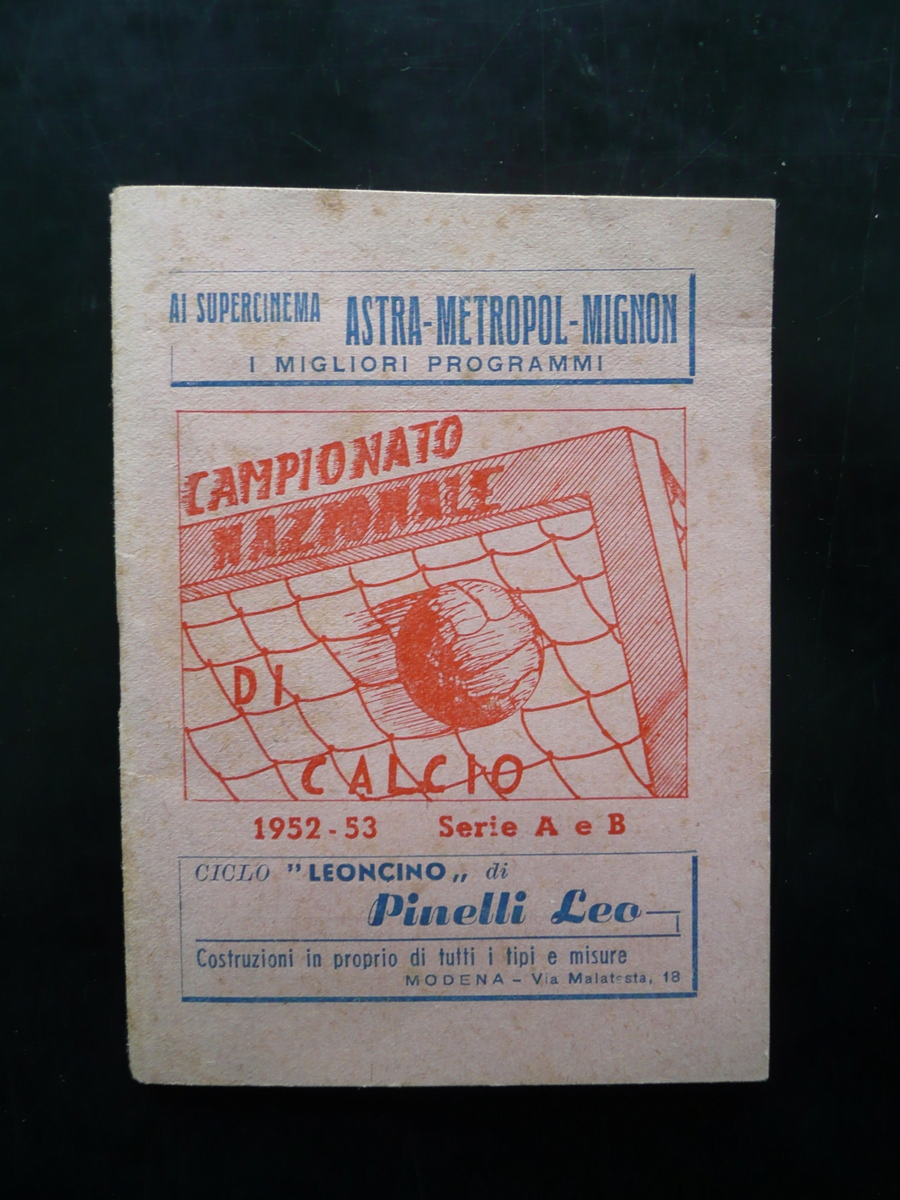 AI SUPERCINEMA ASTRA-METROPOL-MIGNON
I MIGLIORI PROGRAMMI
CAMPIONATO
NAZIONALE
DI
CALCIO
1952-53 Serie A e B
CICLO "LEONCINO„ di
Pinelli Leo
Costruzioni in proprio di tutti i tipi e misure
MODENA - Via Malatesta, 18